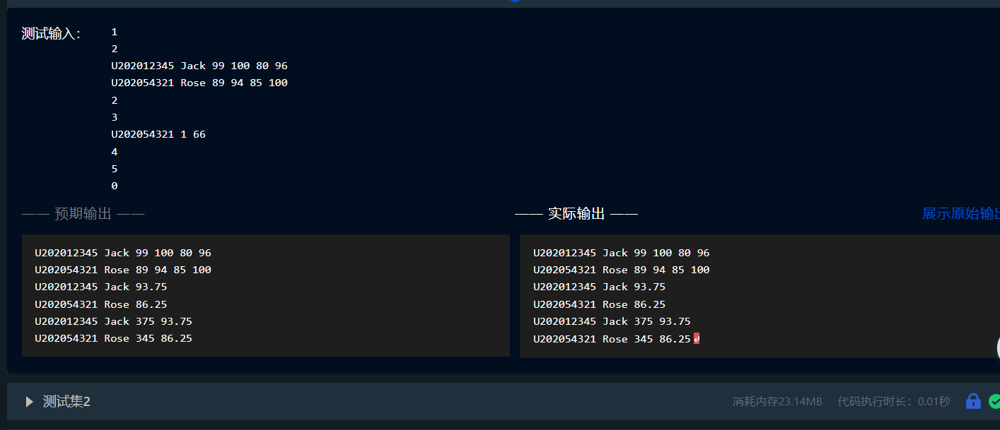 测试输入： 1
2
U202012345 Jack 99 100 80 96
U202054321 Rose 89 94 85 100
2
3
U202054321 1 66
4
5
0
—— 预期输出 ——
—— 实际输出 ——
展示原始输出
U202012345 Jack 99 100 80 96
U202054321 Rose 89 94 85 100
U202012345 Jack 93.75
U202054321 Rose 86.25
U202012345 Jack 375 93.75
U202054321 Rose 345 86.25
U202012345 Jack 99 100 80 96
U202054321 Rose 89 94 85 100
U202012345 Jack 93.75
U202054321 Rose 86.25
U202012345 Jack 375 93.75
U202054321 Rose 345 86.25↵
测试集2
消耗内存23.14MB 代码执行时长：0.01秒